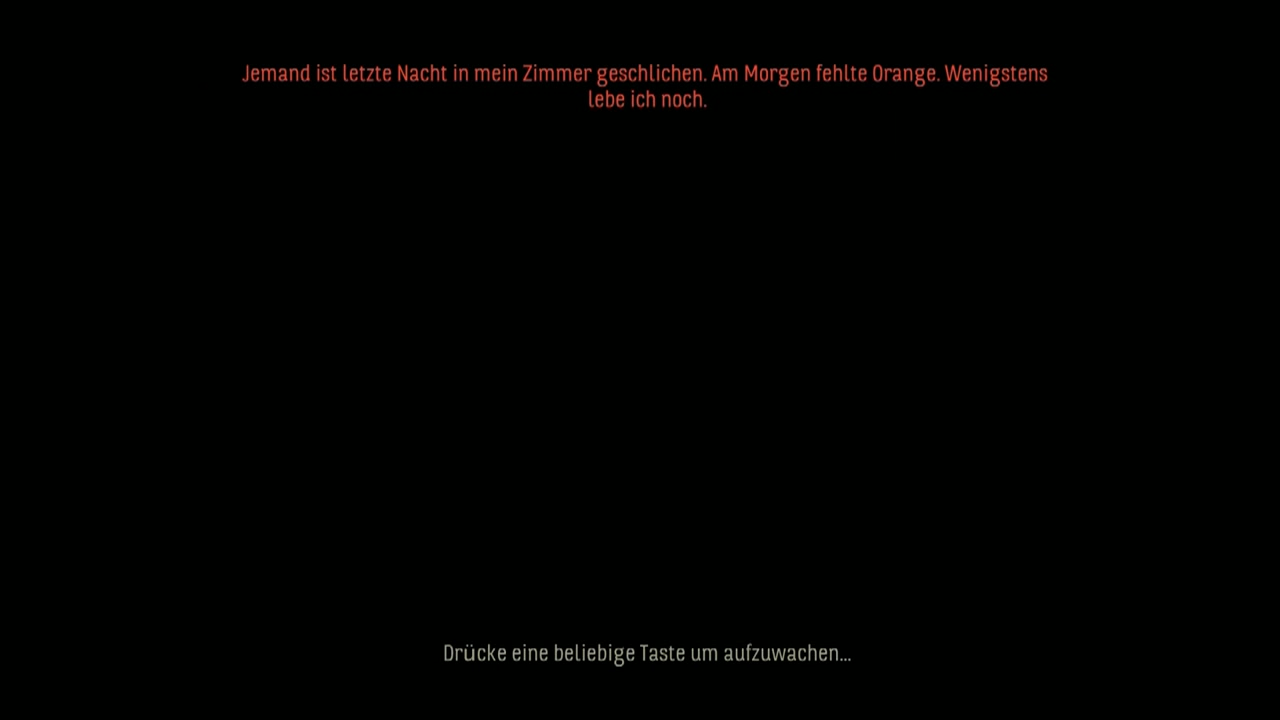 Jemand ist letzte Nacht in mein Zimmer geschlichen. Am Morgen fehlte Orange. Wenigstens
lebe ich noch.
Drücke eine beliebige Taste um aufzuwachen...